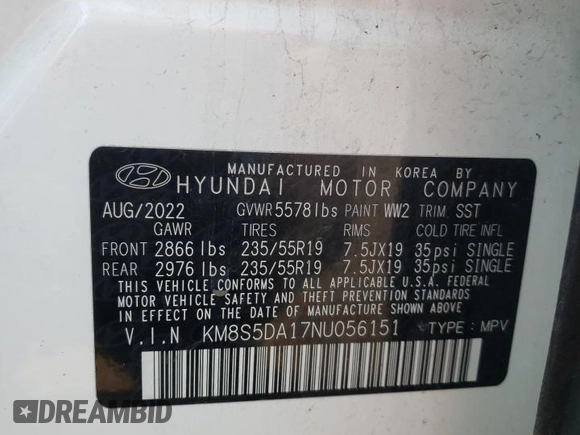 MANUFACTURED IN KOREA BY
HYUNDAI MOTOR COMPANY
AUG/2022 GVWR 5578 lbs PAINT WW2 TRIM SST
GAWR TIRES RIMS COLD TIRE INFL
FRONT 2866 lbs 235/55R19 7.5JX19 35psi SINGLE
REAR 2976 lbs 235/55R19 7.5JX19 35psi SINGLE
THIS VEHICLE CONFORMS TO ALL APPLICABLE U.S.A. FEDERAL
MOTOR VEHICLE SAFETY AND THEFT PREVENTION STANDARDS
IN EFFECT ON THE DATE OF MANUFACTURE SHOWN ABOVE.
V.I.N KM8S5DA17NU056151 TYPE: MPV
DREAMBID